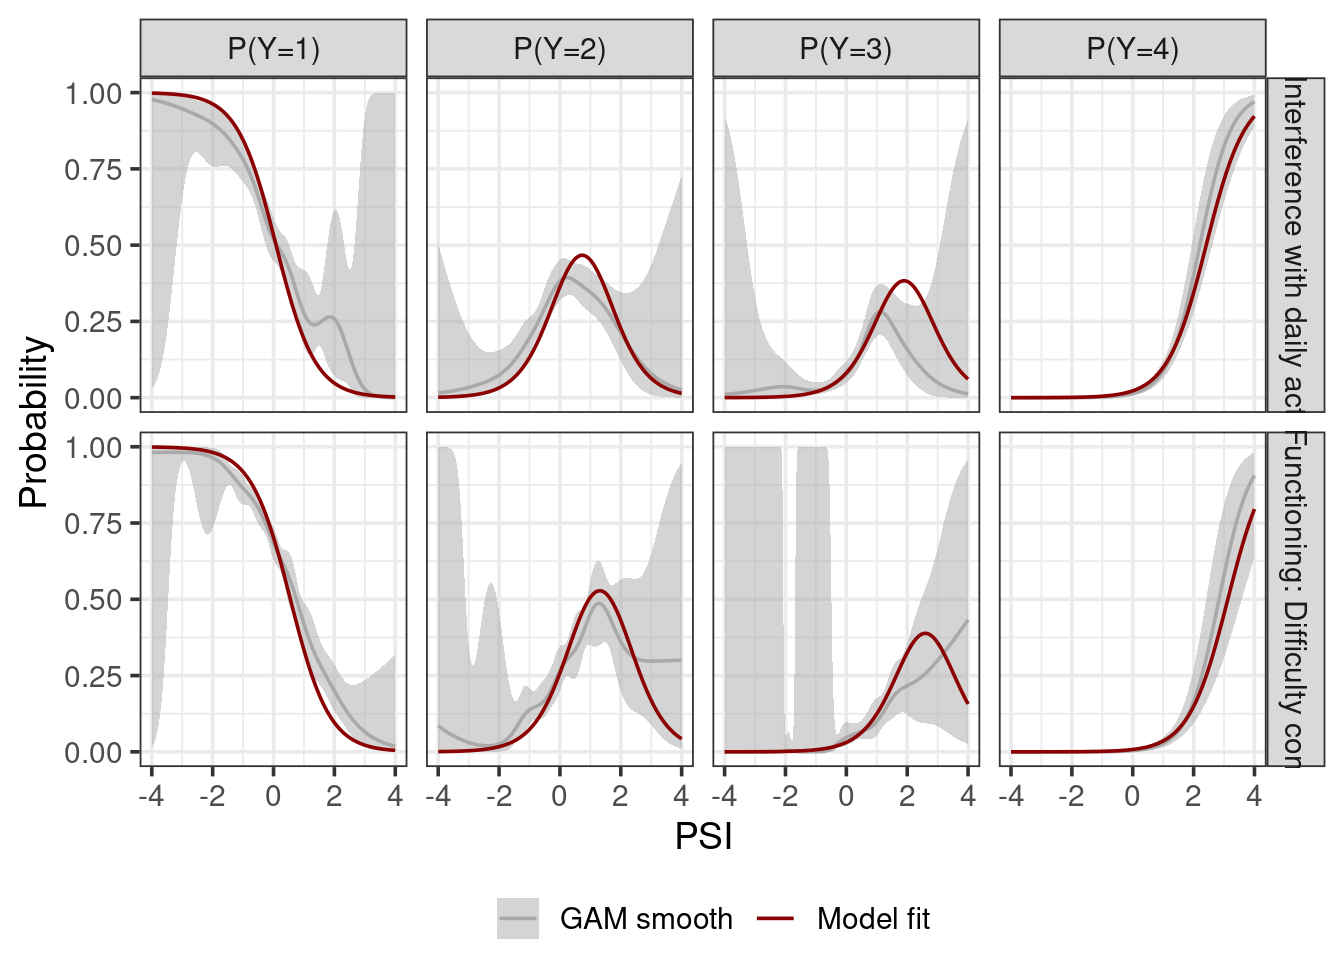 P(Y=1) P(Y=2) P(Y=3) P(Y=4)
1.00
0.75
0.50
0.25
0.00
Interference with daily act
1.00
0.75
0.50
0.25
0.00
Functioning: Difficulty con
Probability
-4 -2 0 2 4 -4 -2 0 2 4 -4 -2 0 2 4 -4 -2 0 2 4
PSI
GAM smooth Model fit